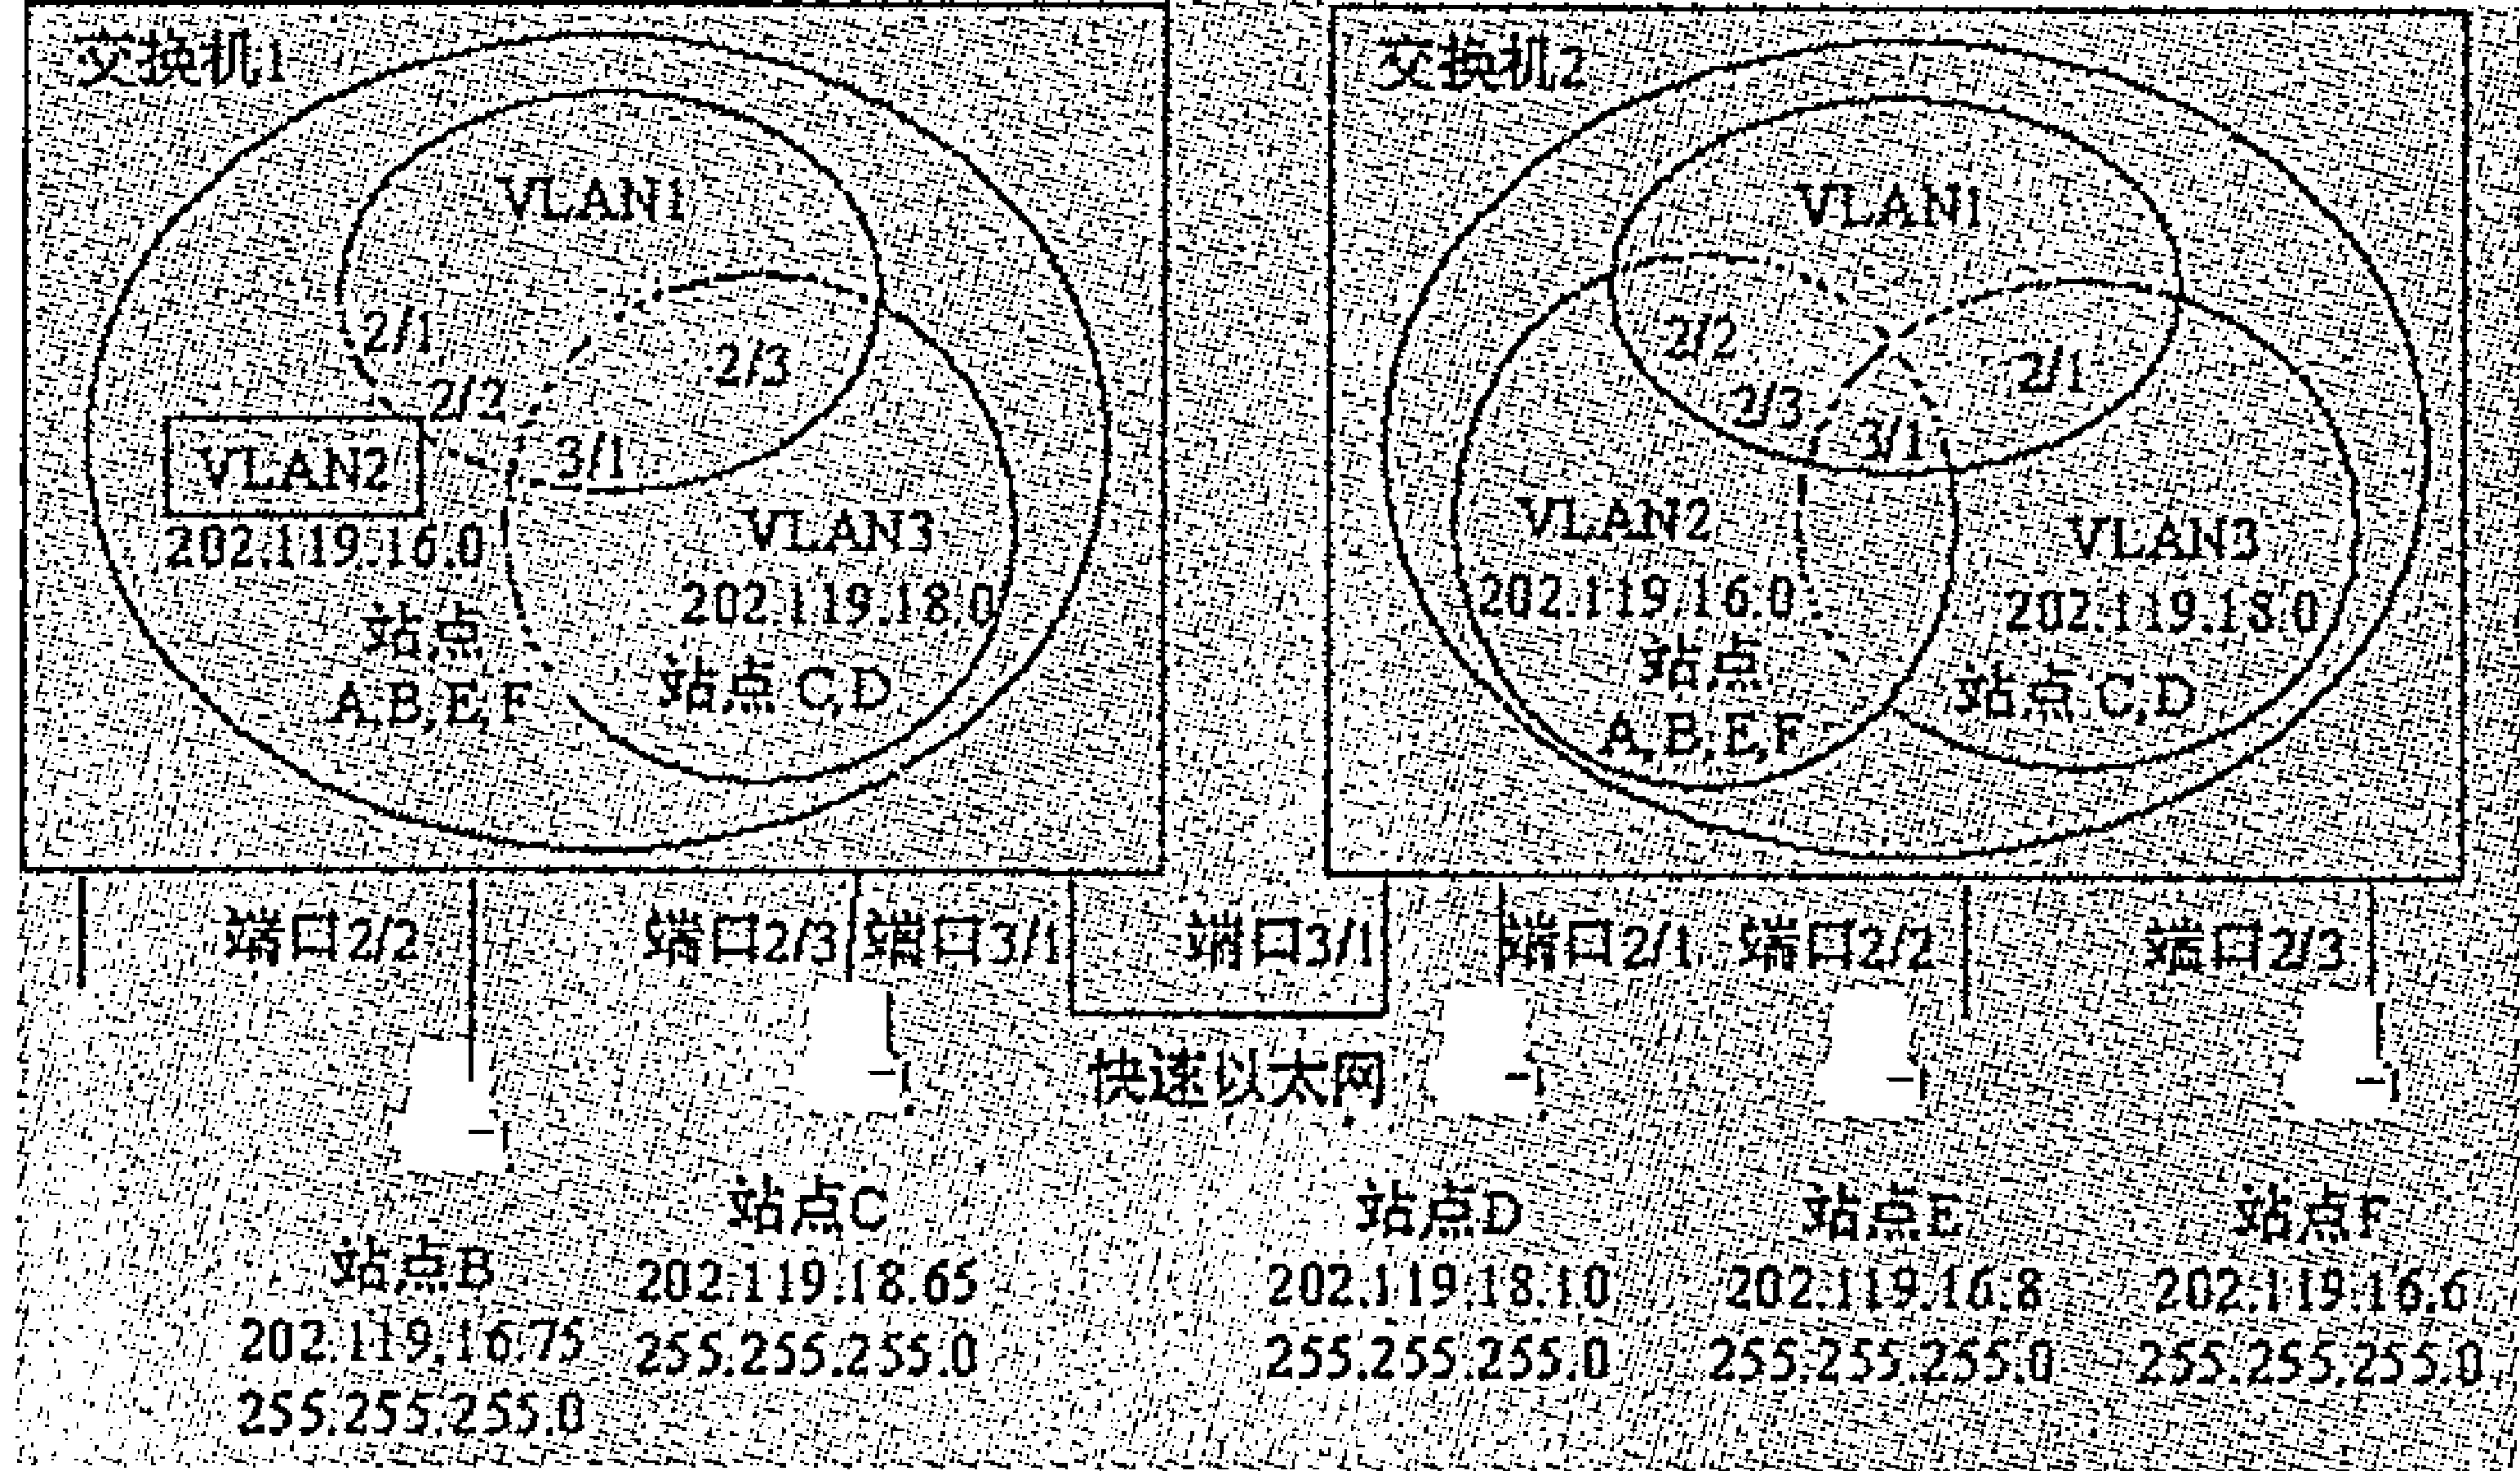 交换机1
VLAN1
2/1
2/3
2/2
VLAN2
3/1
202.119.16.0
VLAN3
202.119.18.0
站点
A,B,E,F
站点 C,D
交换机2
VLAN1
2/2
2/1
2/3
3/1
VLAN2
VLAN3
202.119.16.0
202.119.18.0
站点
A,B,E,F
站点 C,D
端口2/2
端口2/3
端口3/1
端口3/1
端口2/1
端口2/2
端口2/3
快速以太网
站点B
202.119.16.75
255.255.255.0
站点C
202.119.18.65
255.255.255.0
站点D
202.119.18.10
255.255.255.0
站点E
202.119.16.8
255.255.255.0
站点F
202.119.16.6
255.255.255.0